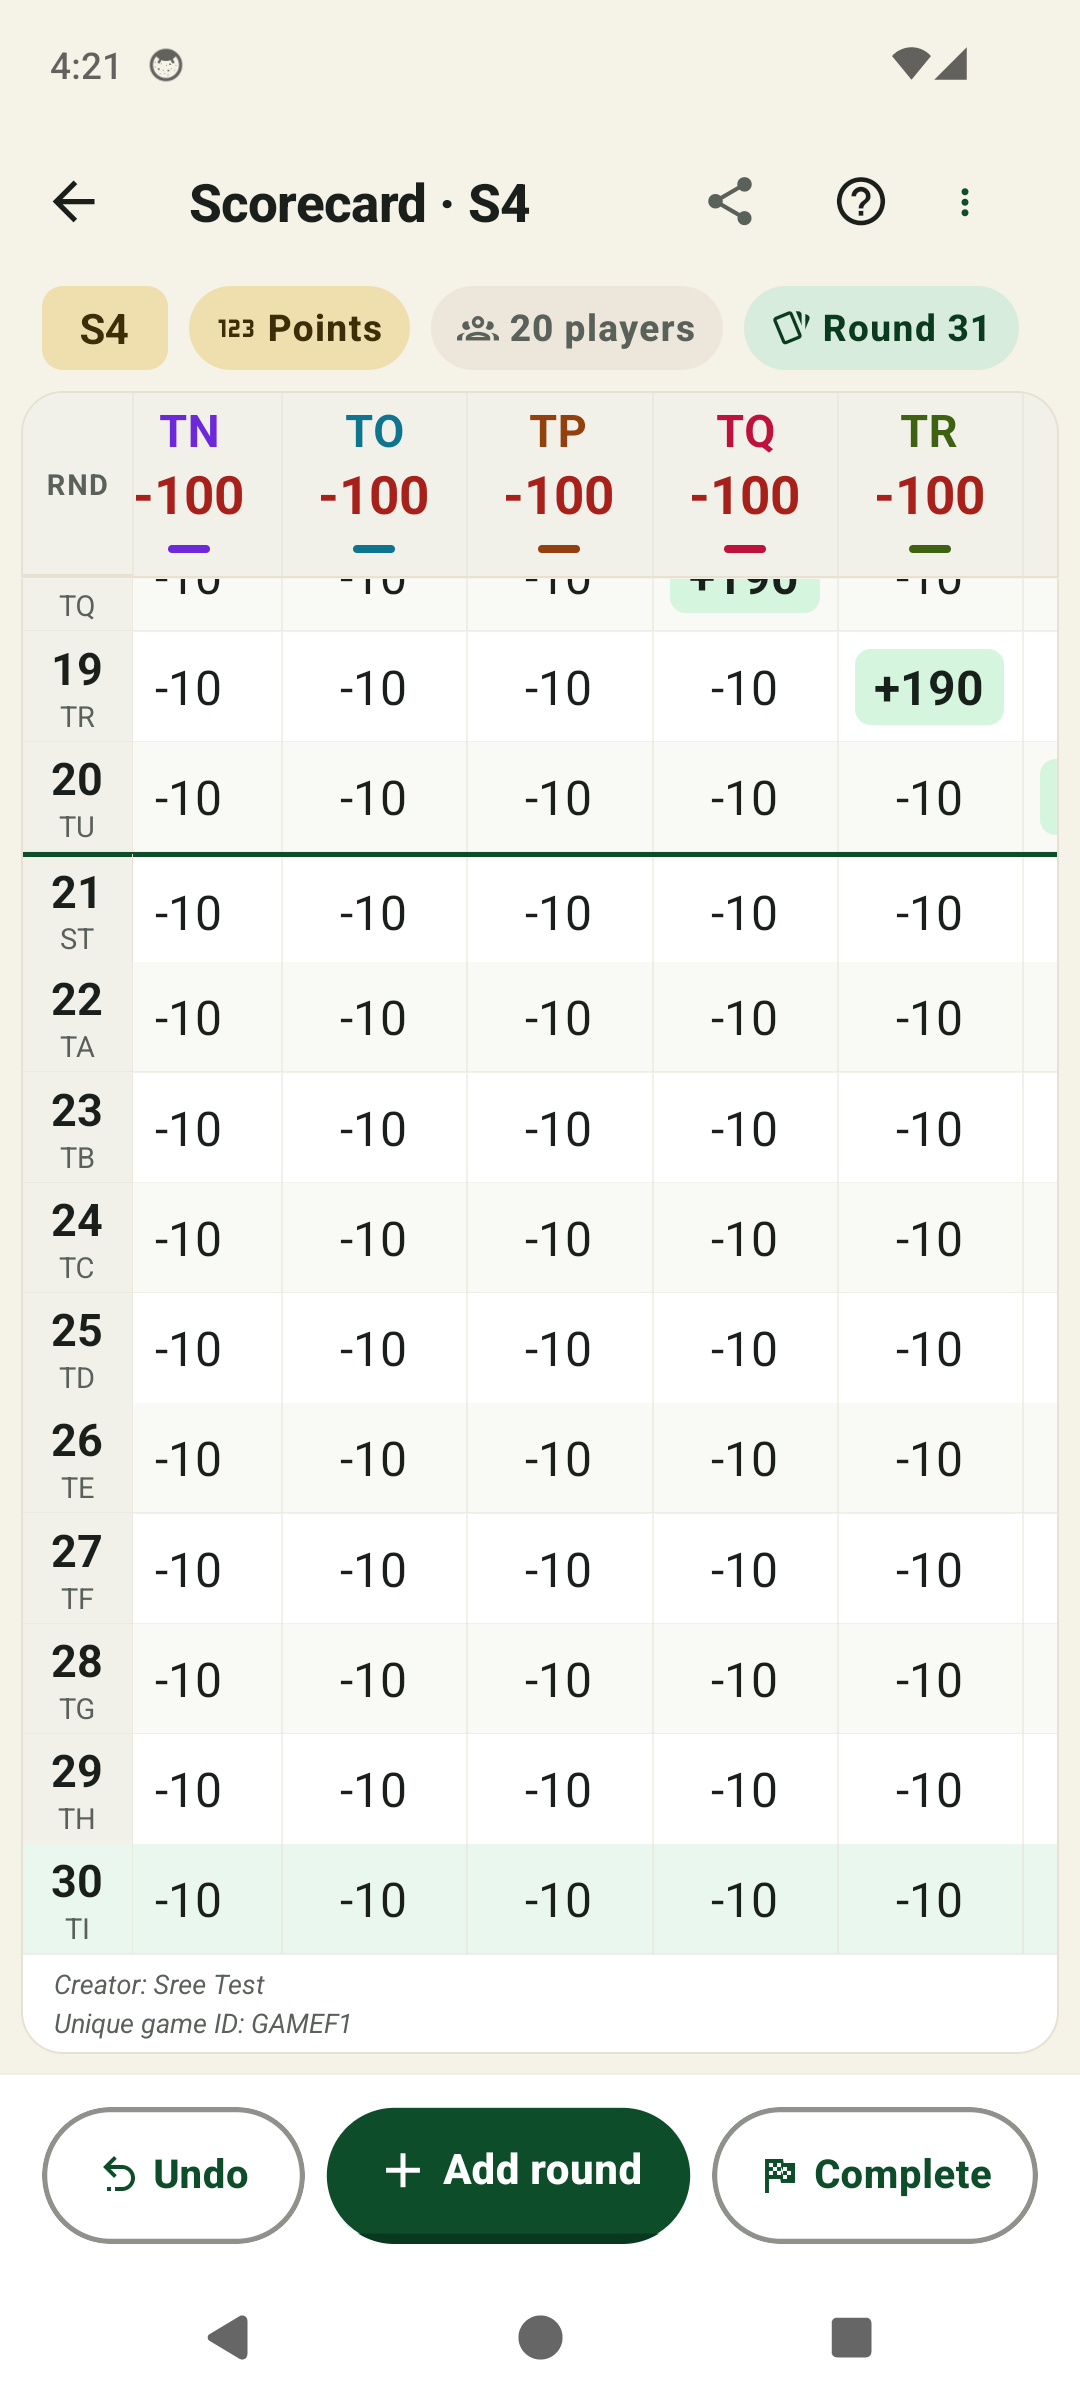 4:21
Scorecard · S4
S4 123 Points 20 players Round 31
RND TN TO TP TQ TR
-100 -100 -100 -100 -100
TQ -10 -10 -10 +190 -10
19 TR -10 -10 -10 -10 +190
20 TU -10 -10 -10 -10 -10
21 ST -10 -10 -10 -10 -10
22 TA -10 -10 -10 -10 -10
23 TB -10 -10 -10 -10 -10
24 TC -10 -10 -10 -10 -10
25 TD -10 -10 -10 -10 -10
26 TE -10 -10 -10 -10 -10
27 TF -10 -10 -10 -10 -10
28 TG -10 -10 -10 -10 -10
29 TH -10 -10 -10 -10 -10
30 TI -10 -10 -10 -10 -10
Creator: Sree Test
Unique game ID: GAMEF1
Undo Add round Complete